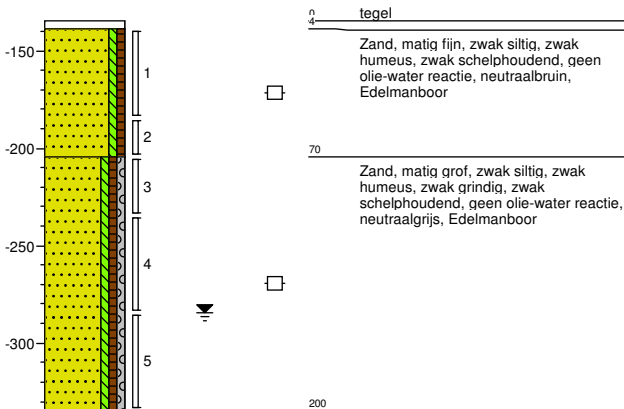 0
tegel
4
Zand, matig fijn, zwak siltig, zwak
humeus, zwak schelphoudend, geen
olie-water reactie, neutraalbruin,
Edelmanboor
-150
1
2
-200
70
3
Zand, matig grof, zwak siltig, zwak
humeus, zwak grindig, zwak
schelphoudend, geen olie-water reactie,
neutraalgrijs, Edelmanboor
-250
4
-300
5
200